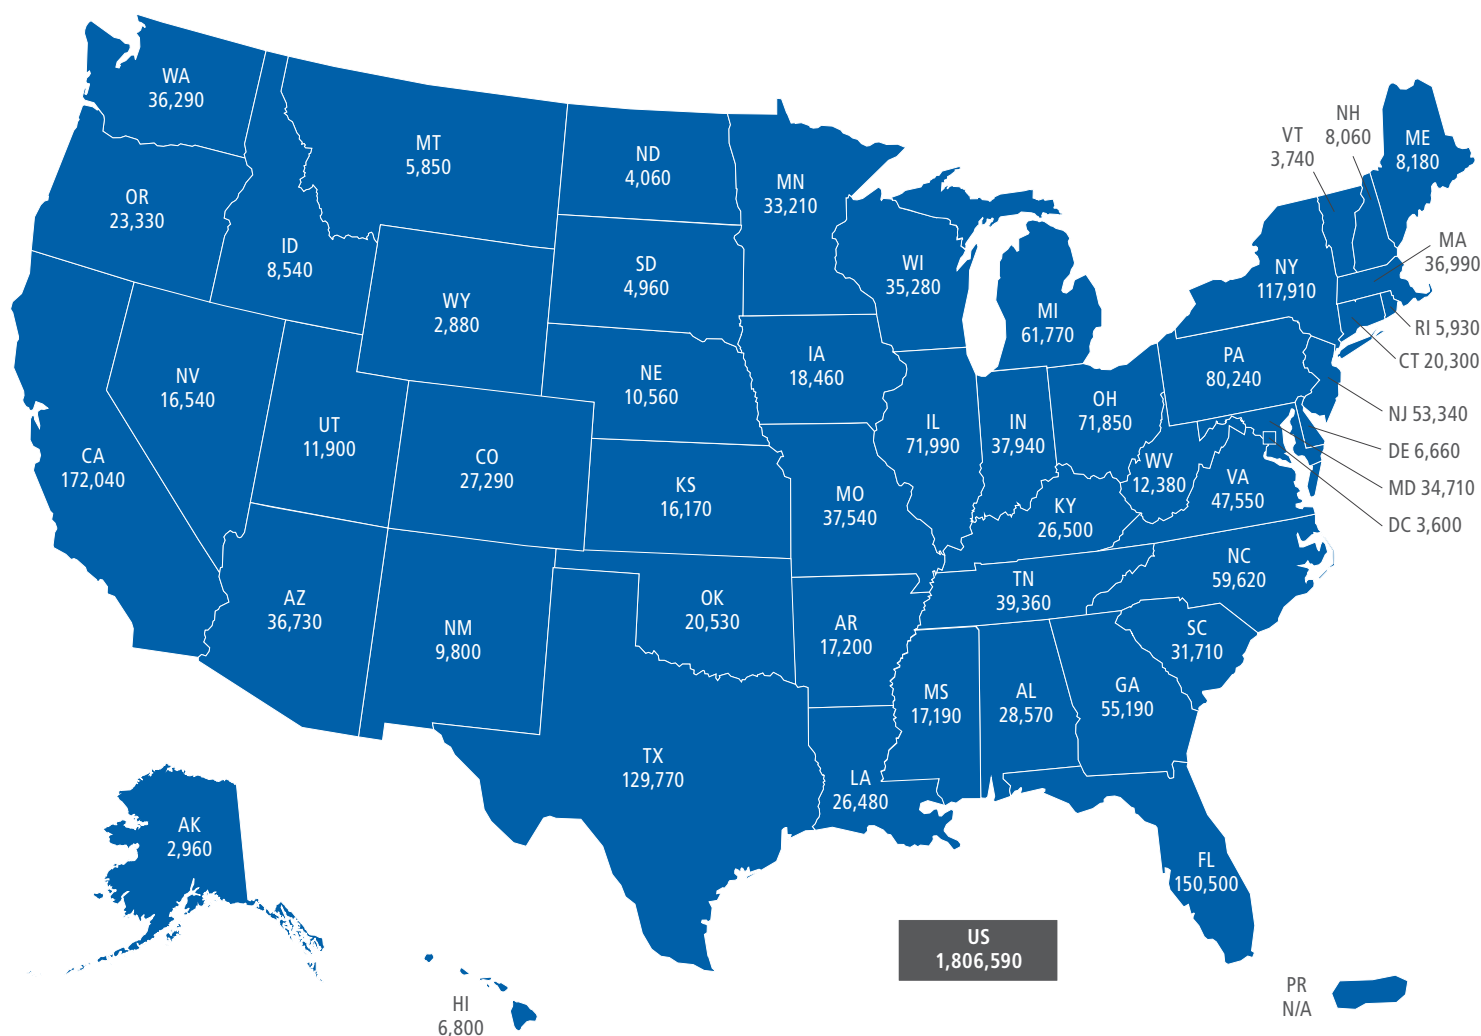 WA
36,290
MT
5,850
ND
4,060
MN
33,210
VT
3,740
NH
8,060
ME
8,180
OR
23,330
ID
8,540
WY
2,880
SD
4,960
WI
35,280
MI
61,770
NY
117,910
MA
36,990
RI 5,930
CT 20,300
NJ 53,340
DE 6,660
MD 34,710
DC 3,600
NV
16,540
UT
11,900
CO
27,290
NE
10,560
IA
18,460
IL
71,990
IN
37,940
OH
71,850
PA
80,240
CA
172,040
KS
16,170
MO
37,540
KY
26,500
WV
12,380
VA
47,550
AZ
36,730
NM
9,800
OK
20,530
AR
17,200
TN
39,360
NC
59,620
SC
31,710
MS
17,190
AL
28,570
GA
55,190
TX
129,770
LA
26,480
FL
150,500
AK
2,960
HI
6,800
US
1,806,590
PR
N/A